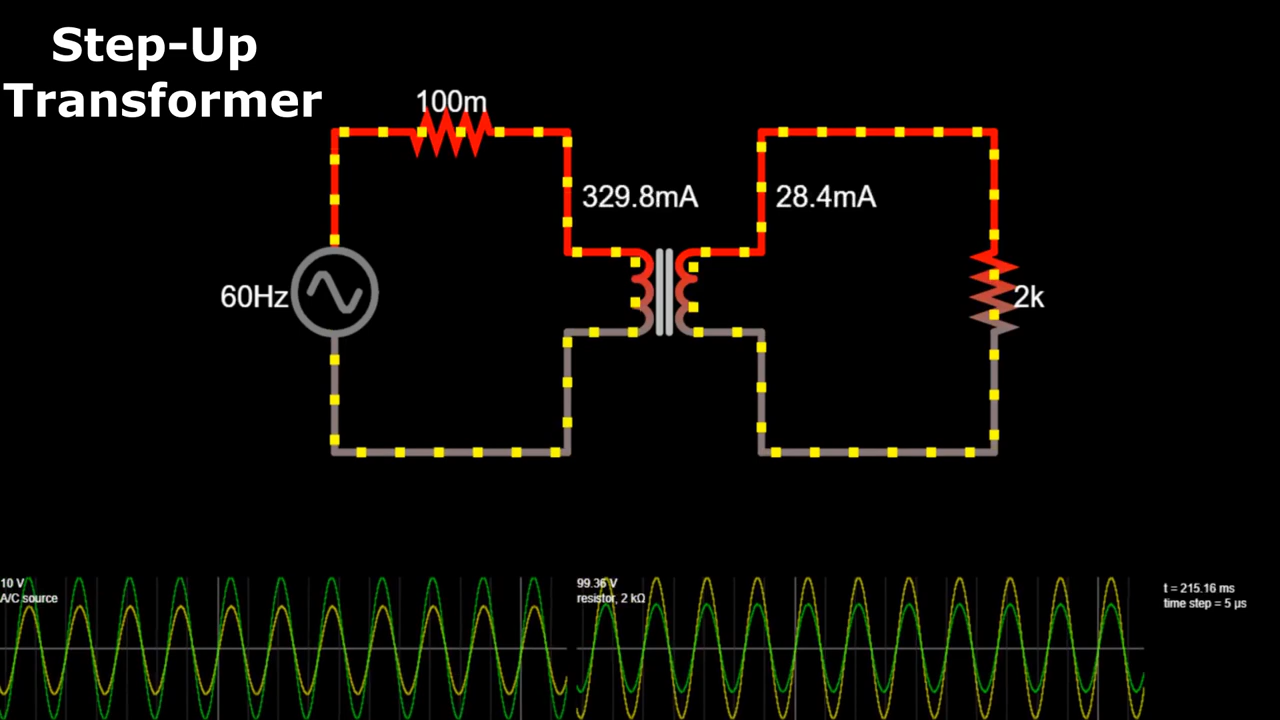 Step-Up
Transformer
100m
329.8mA
28.4mA
60Hz
2k
10 V
A/C source
99.36 V
resistor, 2 kΩ
t = 215.16 ms
time step = 5 µs